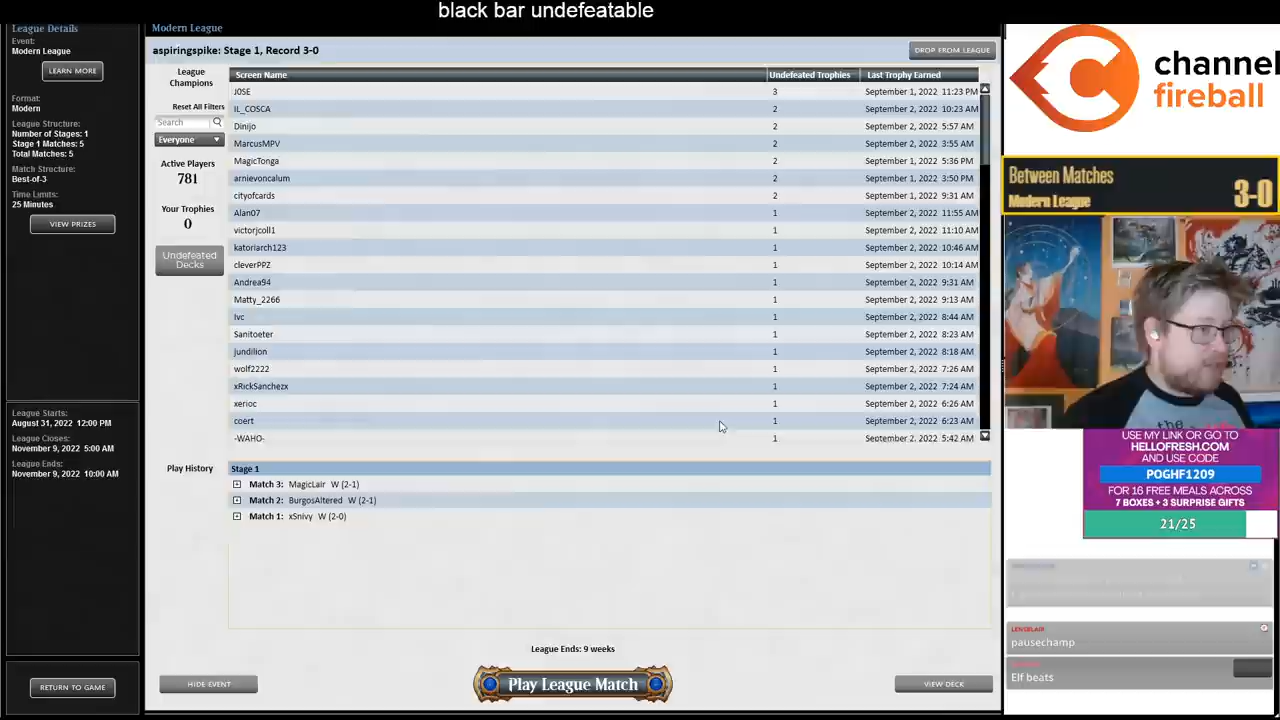 black bar undefeatable
League Details
Event:
Modern League
LEARN MORE
Format:
Modern
League Structure:
Number of Stages: 1
Stage 1 Matches: 5
Total Matches: 5
Match Structure:
Best-of-3
Time Limits:
25 Minutes
VIEW PRIZES
League Starts:
August 31, 2022 12:00 PM
League Closes:
November 9, 2022 5:00 AM
League Ends:
November 9, 2022 10:00 AM
RETURN TO GAME
Modern League
aspiringspike: Stage 1, Record 3-0
DROP FROM LEAGUE
League Champions
Reset All Filters
Search
Everyone
Active Players
781
Your Trophies
0
Undefeated Decks
Screen Name Undefeated Trophies Last Trophy Earned
J0SE 3 September 1, 2022 11:23 PM
IL_COSCA 2 September 2, 2022 10:23 AM
Dinijo 2 September 2, 2022 5:57 AM
MarcusMPV 2 September 2, 2022 3:55 AM
MagicTonga 2 September 1, 2022 5:36 PM
arnievoncalum 2 September 1, 2022 3:50 PM
cityofcards 2 September 1, 2022 9:31 AM
Alan07 1 September 2, 2022 11:55 AM
victorjcoll1 1 September 2, 2022 11:10 AM
katoriarch123 1 September 2, 2022 10:46 AM
cleverPPZ 1 September 2, 2022 10:14 AM
Andrea94 1 September 2, 2022 9:31 AM
Matty_2266 1 September 2, 2022 9:13 AM
lvc 1 September 2, 2022 8:44 AM
Sanitoeter 1 September 2, 2022 8:23 AM
jundilion 1 September 2, 2022 8:18 AM
wolf2222 1 September 2, 2022 7:26 AM
xRickSanchezx 1 September 2, 2022 7:24 AM
xerioc 1 September 2, 2022 6:26 AM
coert 1 September 2, 2022 6:23 AM
-WAHO- 1 September 2, 2022 5:42 AM
Play History
Stage 1
Match 3: MagicLair W (2-1)
Match 2: BurgosAltered W (2-1)
Match 1: xSnivy W (2-0)
League Ends: 9 weeks
HIDE EVENT
Play League Match
VIEW DECK
channel
fireball
Between Matches
Modern League
3-0
the
USE MY LINK OR GO TO
HELLOFRESH.COM
AND USE CODE
POGHF1209
FOR 16 FREE MEALS ACROSS
7 BOXES + 3 SURPRISE GIFTS
21/25
pausechamp
Elf beats